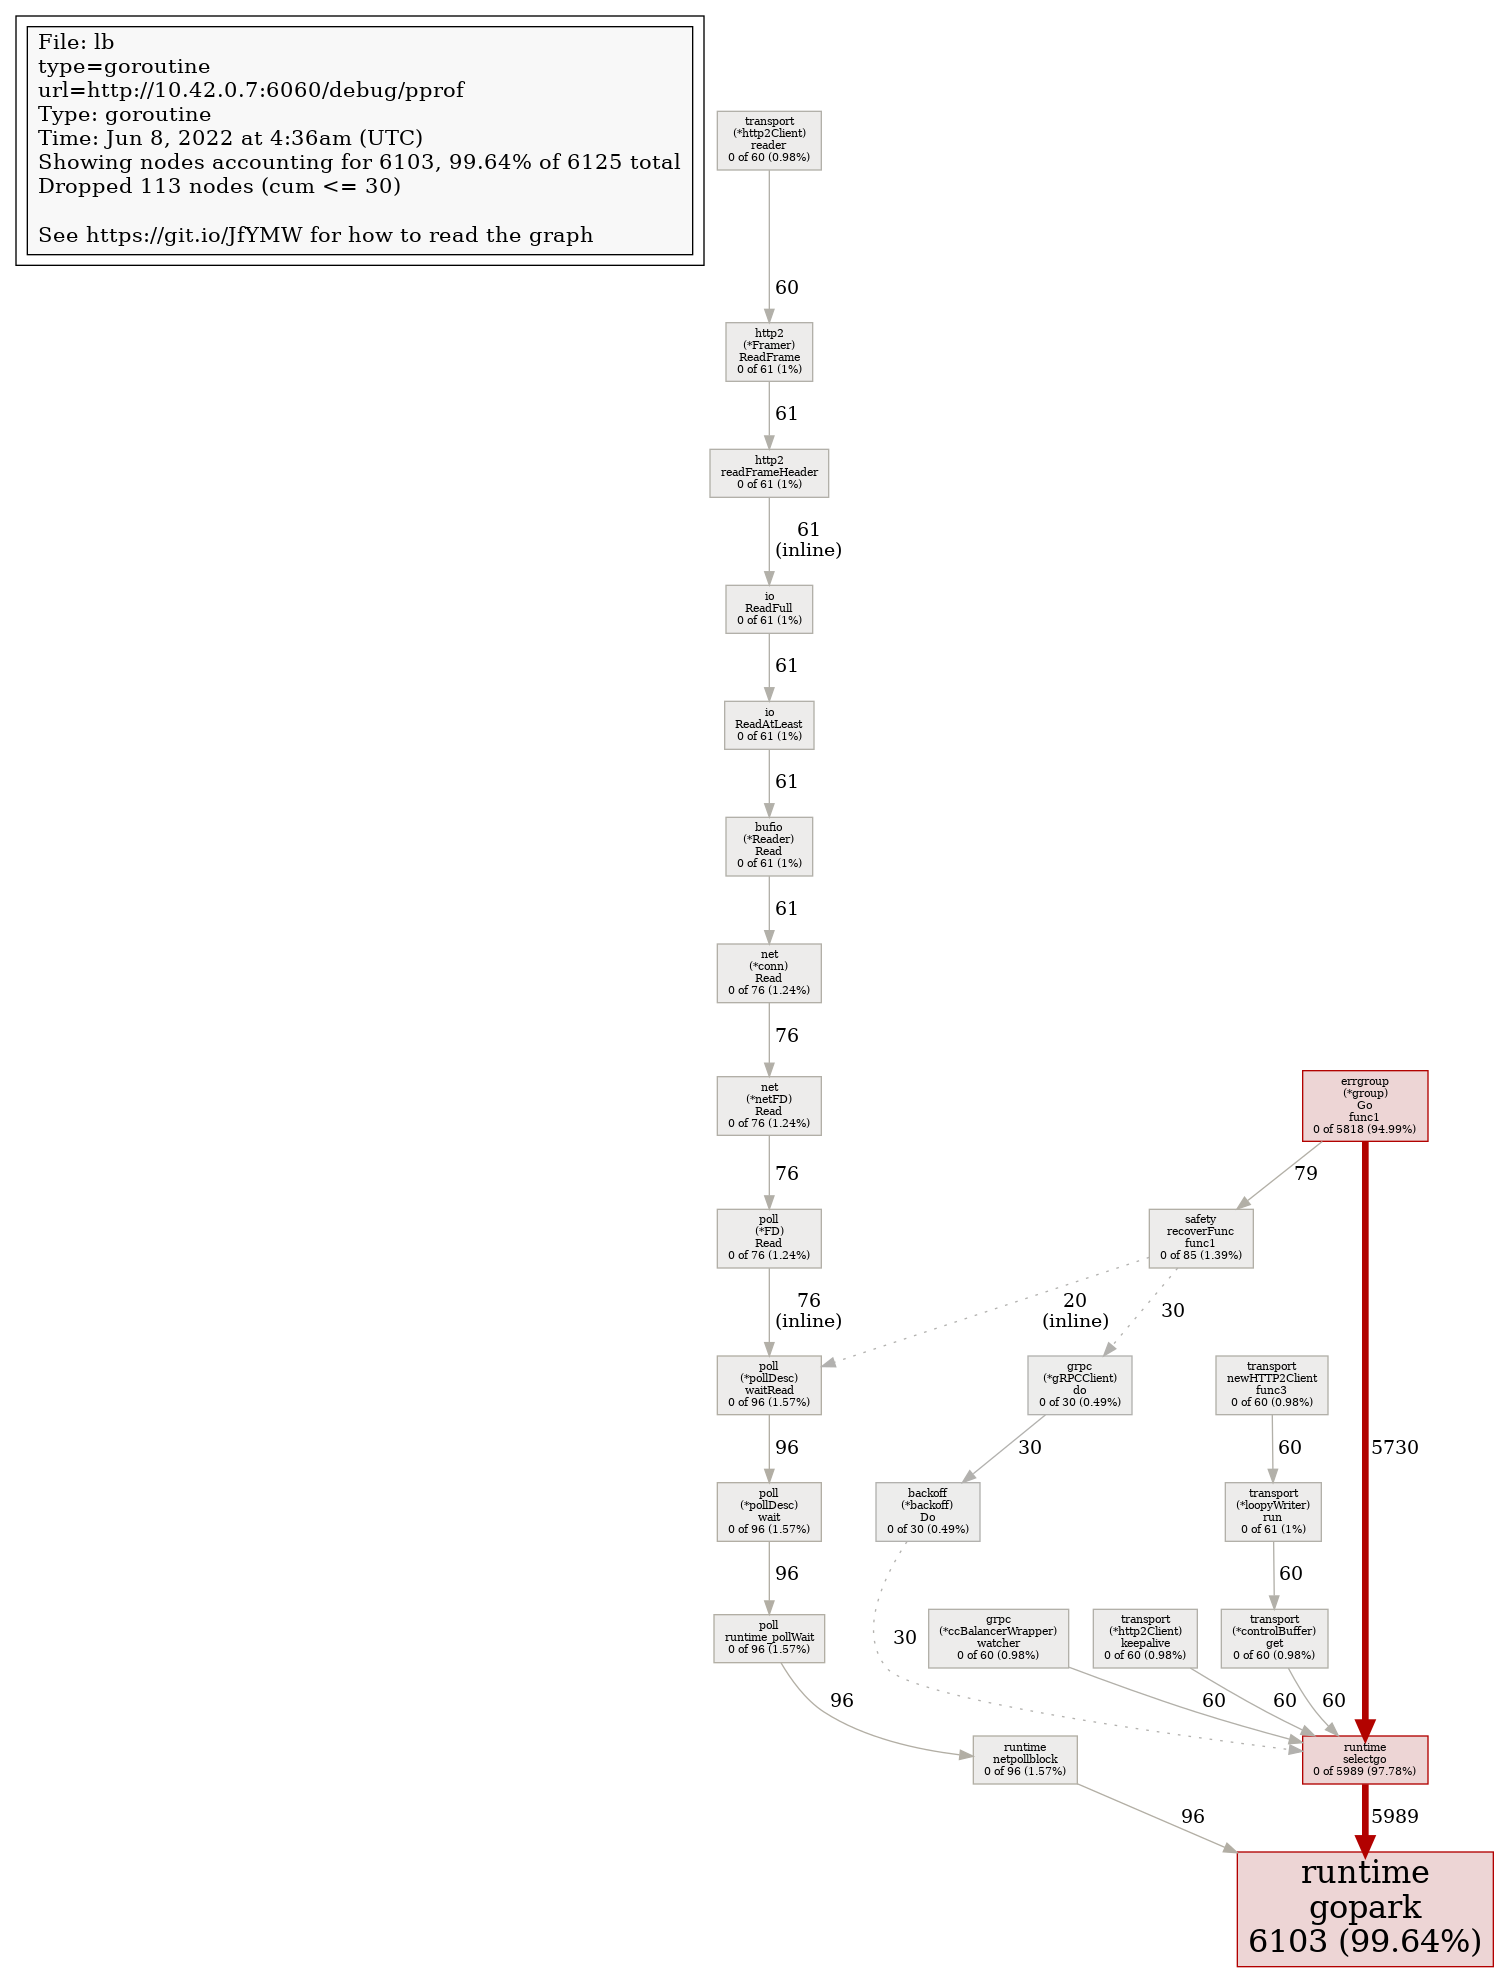 File: lb
type=goroutine
url=http://10.42.0.7:6060/debug/pprof
Type: goroutine
Time: Jun 8, 2022 at 4:36am (UTC)
Showing nodes accounting for 6103, 99.64% of 6125 total
Dropped 113 nodes (cum <= 30)
See https://git.io/JfYMW for how to read the graph
transport
(*http2Client)
reader
0 of 60 (0.98%)
60
http2
(*Framer)
ReadFrame
0 of 61 (1%)
61
http2
readFrameHeader
0 of 61 (1%)
61
(inline)
io
ReadFull
0 of 61 (1%)
61
io
ReadAtLeast
0 of 61 (1%)
61
bufio
(*Reader)
Read
0 of 61 (1%)
61
net
(*conn)
Read
0 of 76 (1.24%)
76
net
(*netFD)
Read
0 of 76 (1.24%)
76
errgroup
(*group)
Go
func1
0 of 5818 (94.99%)
79
5730
poll
(*FD)
Read
0 of 76 (1.24%)
76
(inline)
safety
recoverFunc
func1
0 of 85 (1.39%)
20
(inline)
30
poll
(*pollDesc)
waitRead
0 of 96 (1.57%)
96
grpc
(*gRPCClient)
do
0 of 30 (0.49%)
30
transport
newHTTP2Client
func3
0 of 60 (0.98%)
60
poll
(*pollDesc)
wait
0 of 96 (1.57%)
96
backoff
(*backoff)
Do
0 of 30 (0.49%)
30
transport
(*loopyWriter)
run
0 of 61 (1%)
60
poll
runtime_pollWait
0 of 96 (1.57%)
96
grpc
(*ccBalancerWrapper)
watcher
0 of 60 (0.98%)
60
transport
(*http2Client)
keepalive
0 of 60 (0.98%)
60
transport
(*controlBuffer)
get
0 of 60 (0.98%)
60
runtime
netpollblock
0 of 96 (1.57%)
96
runtime
selectgo
0 of 5989 (97.78%)
5989
runtime
gopark
6103 (99.64%)